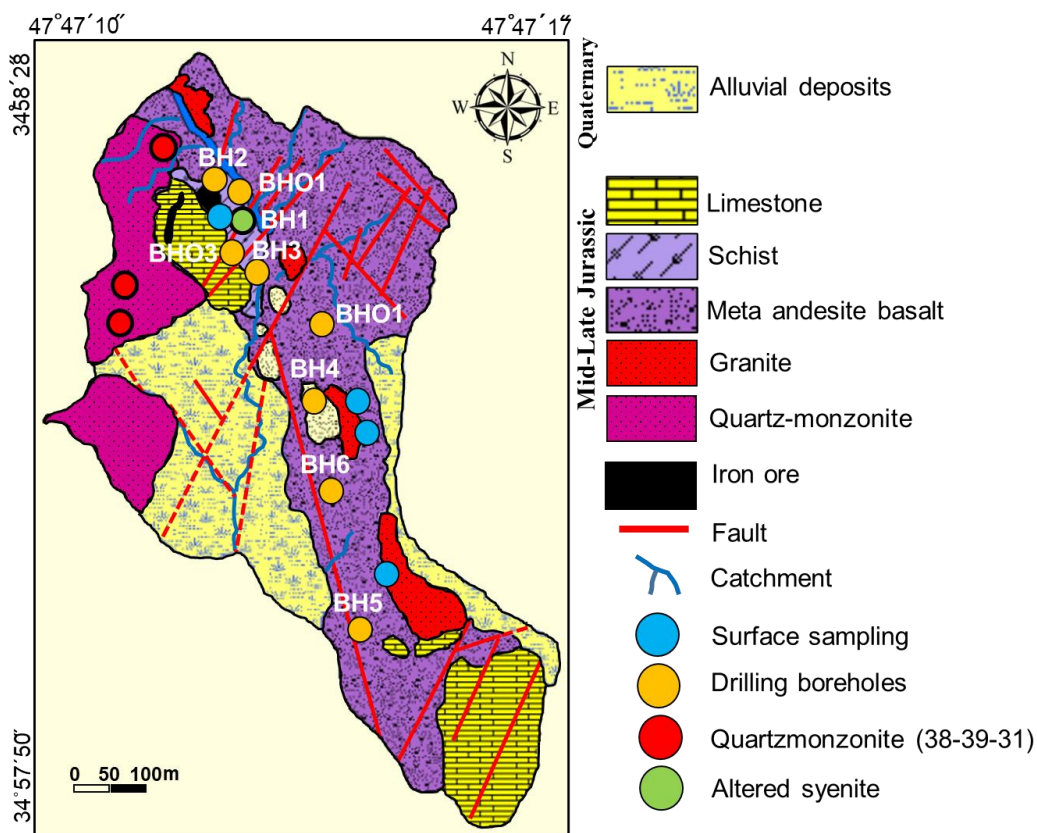 47°47´10˝
47°47´17˝
34°58´28˝
34°57´50˝
N
W
E
S
BH2
BHO1
BH1
BHO3
BH3
BHO1
BH4
BH6
BH5
0 50 100m
Quaternary
Alluvial deposits
Mid-Late Jurassic
Limestone
Schist
Meta andesite basalt
Granite
Quartz-monzonite
Iron ore
Fault
Catchment
Surface sampling
Drilling boreholes
Quartzmonzonite (38-39-31)
Altered syenite